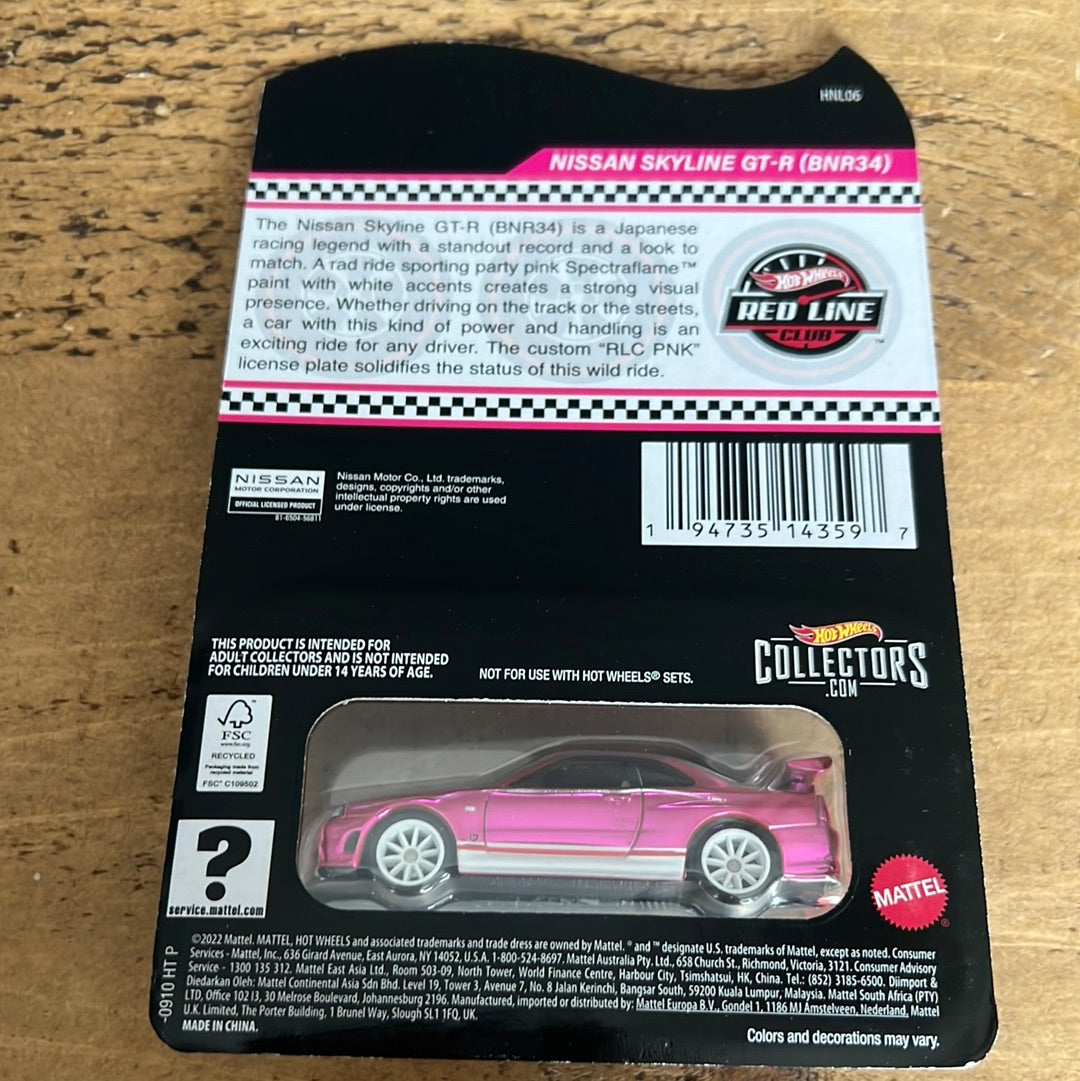 HNL06
NISSAN SKYLINE GT-R (BNR34)
The Nissan Skyline GT-R (BNR34) is a Japanese
racing legend with a standout record and a look to
match. A rad ride sporting party pink Spectraflame™
paint with white accents creates a strong visual
presence. Whether driving on the track or the streets,
a car with this kind of power and handling is an
exciting ride for any driver. The custom “RLC PNK”
license plate solidifies the status of this wild ride.
HOT WHEELS
RED LINE
CLUB
™
NISSAN
MOTOR CORPORATION
OFFICIAL LICENSED PRODUCT
Nissan Motor Co., Ltd. trademarks,
designs, copyrights and/or other
intellectual property rights are used
under license.
1 94735 14359 7
THIS PRODUCT IS INTENDED FOR
ADULT COLLECTORS AND IS NOT INTENDED
FOR CHILDREN UNDER 14 YEARS OF AGE.
NOT FOR USE WITH HOT WHEELS® SETS.
HOT WHEELS
COLLECTORS
.COM
FSC
www.fsc.org
RECYCLED
Packaging made from
recycled material
FSC® C109502
?
service.mattel.com
MATTEL
®
©2022 Mattel. MATTEL, HOT WHEELS and associated trademarks and trade dress are owned by Mattel. ® and ™ designate U.S. trademarks of Mattel, except as noted. Consumer
Services - Mattel, Inc., 636 Girard Avenue, East Aurora, NY 14052, U.S.A. 1-800-524-8697. Mattel Australia Pty. Ltd., 658 Church St., Richmond, Victoria, 3121. Consumer Advisory
Service - 1300 135 312. Mattel East Asia Ltd., Room 503-09, North Tower, World Finance Centre, Harbour City, Tsimshatsui, HK, China. Tel.: (852) 3185-6500. Diimport &
Diedarkan Oleh: Mattel Continental Asia Sdn Bhd. Level 19, Tower 3, Avenue 7, No. 8 Jalan Kerinchi, Bangsar South, 59200 Kuala Lumpur, Malaysia. Mattel South Africa (PTY)
LTD, Office 102 I3, 30 Melrose Boulevard, Johannesburg 2196. Manufactured, imported or distributed by: Mattel Europa B.V., Gondel 1, 1186 MJ Amstelveen, Nederland. Mattel
U.K. Limited, The Porter Building, 1 Brunel Way, Slough SL1 1FQ, UK.
MADE IN CHINA.
Colors and decorations may vary.
-0910 HT P